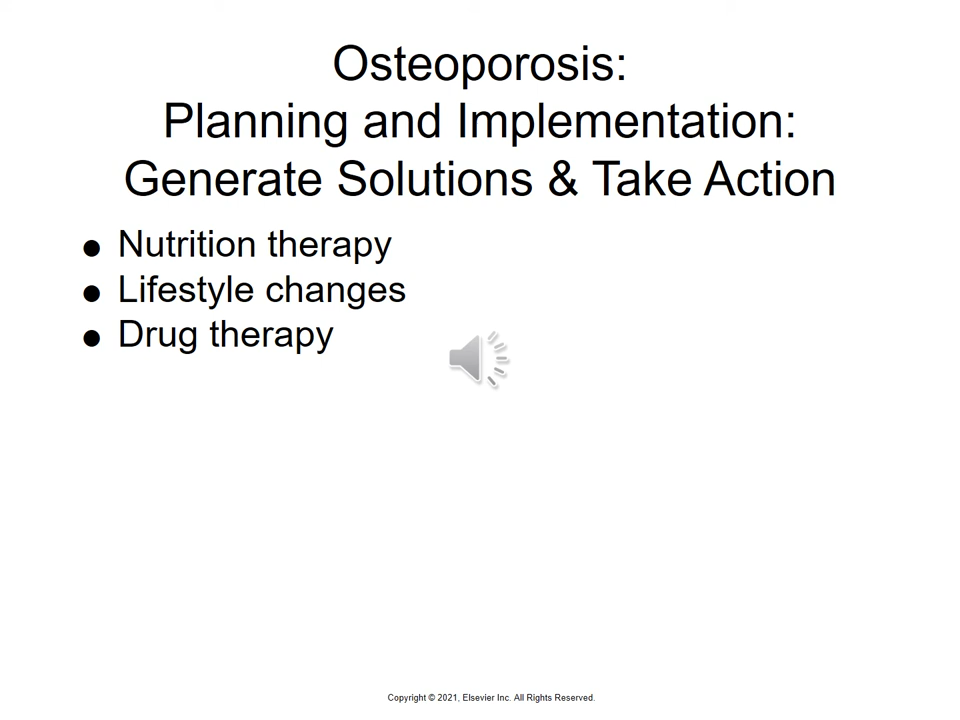 Osteoporosis:
Planning and Implementation:
Generate Solutions & Take Action
● Nutrition therapy
● Lifestyle changes
● Drug therapy
Copyright © 2021, Elsevier Inc. All Rights Reserved.